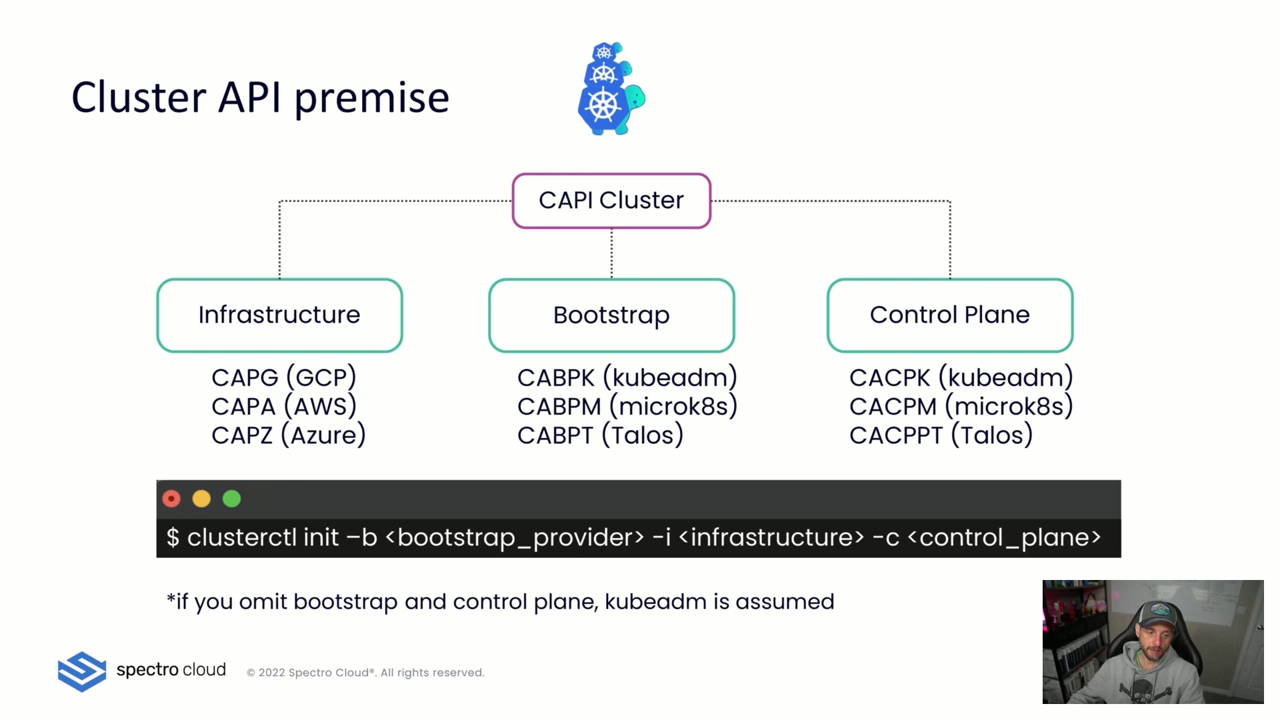 Cluster API premise
CAPI Cluster
Infrastructure
Bootstrap
Control Plane
CAPG (GCP)
CAPA (AWS)
CAPZ (Azure)
CABPK (kubeadm)
CABPM (microk8s)
CABPT (Talos)
CACPK (kubeadm)
CACPM (microk8s)
CACPPT (Talos)
$ clusterctl init –b <bootstrap_provider> -i <infrastructure> -c <control_plane>
*if you omit bootstrap and control plane, kubeadm is assumed
spectro cloud
© 2022 Spectro Cloud®. All rights reserved.